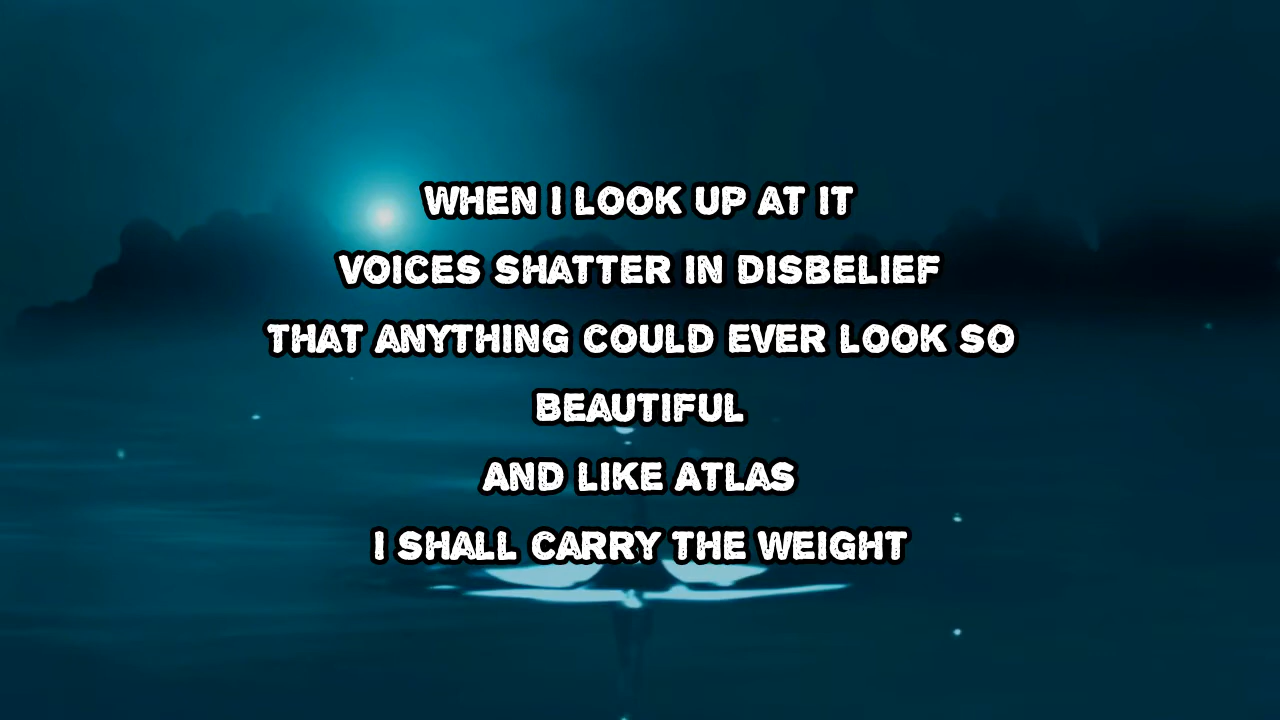 WHEN I LOOK UP AT IT
VOICES SHATTER IN DISBELIEF
THAT ANYTHING COULD EVER LOOK SO
BEAUTIFUL
AND LIKE ATLAS
I SHALL CARRY THE WEIGHT